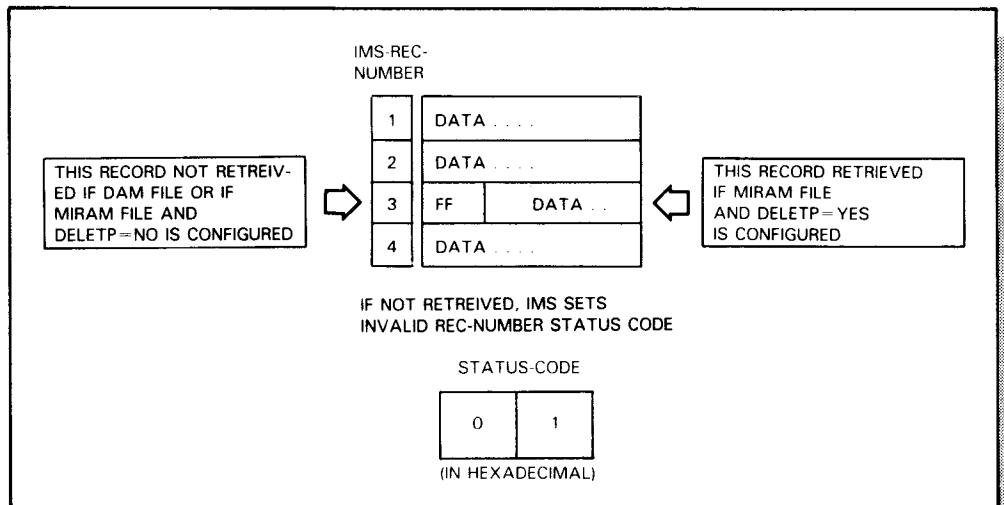 IMS-REC-
NUMBER
1 DATA . . . .
2 DATA . . . .
THIS RECORD NOT RETREIV-
ED IF DAM FILE OR IF
MIRAM FILE AND
DELETP=NO IS CONFIGURED
3 FF DATA . .
THIS RECORD RETRIEVED
IF MIRAM FILE
AND DELETP=YES
IS CONFIGURED
4 DATA . . . .
IF NOT RETREIVED, IMS SETS
INVALID REC-NUMBER STATUS CODE
STATUS-CODE
0 1
(IN HEXADECIMAL)